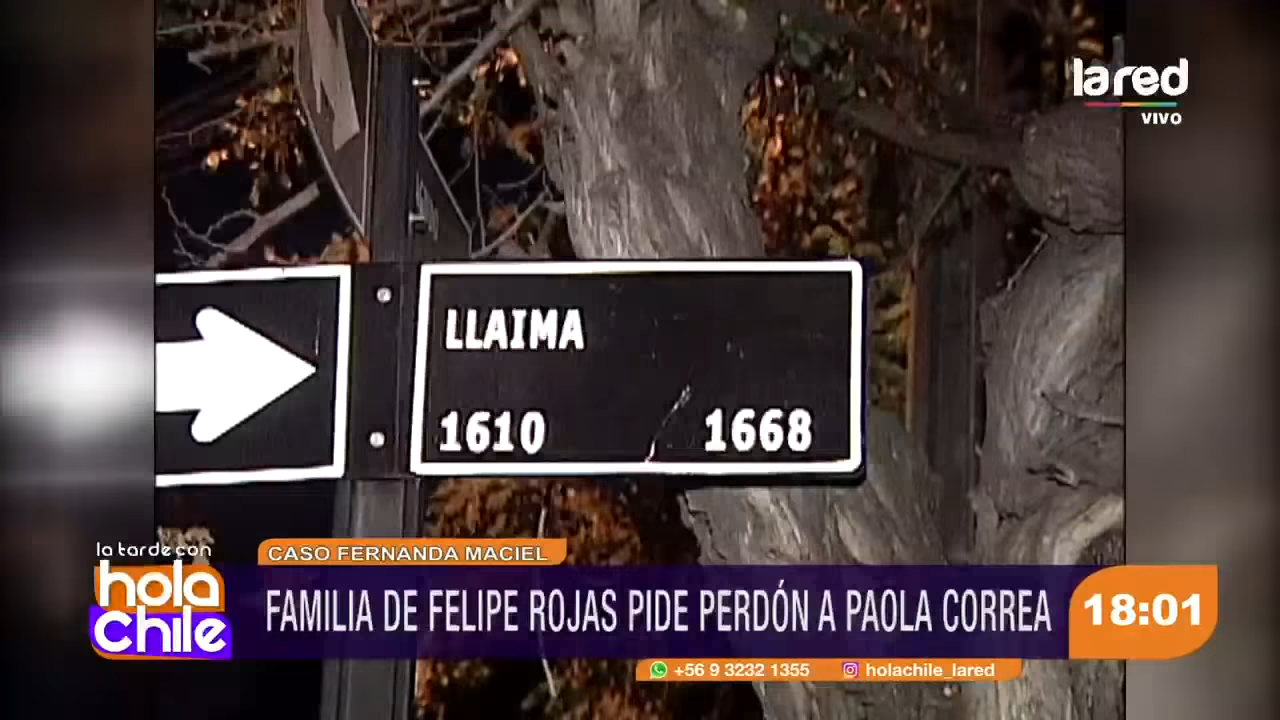 lared
VIVO
LLAIMA
1610 1668
la tarde con
hola
chile
CASO FERNANDA MACIEL
FAMILIA DE FELIPE ROJAS PIDE PERDÓN A PAOLA CORREA
18:01
+56 9 3232 1355 holachile_lared